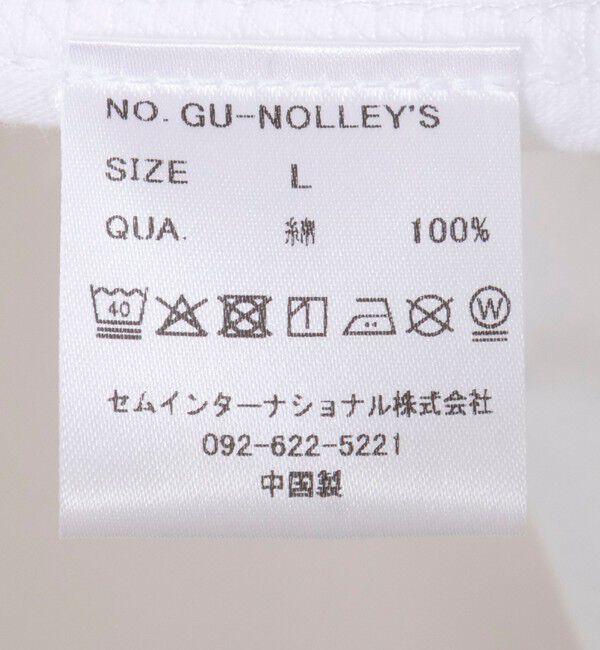 NO. GU-NOLLEY'S
SIZE L
QUA. 綿 100%
40 W
セムインターナショナル株式会社
092-622-5221
中国製